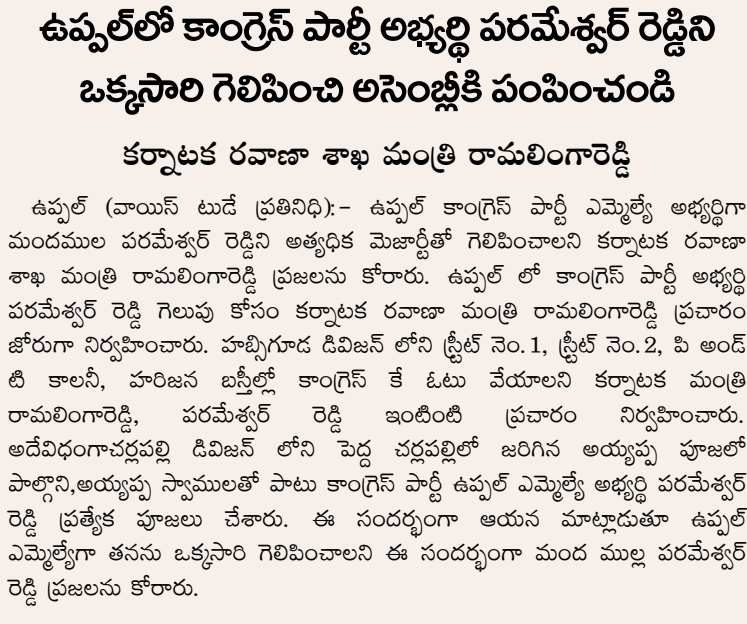 ఉప్పల్‌లో కాంగ్రెస్ పార్టీ అభ్యర్థి పరమేశ్వర్ రెడ్డిని
ఒక్కసారి గెలిపించి అసెంబ్లీకి పంపించండి
కర్నాటక రవాణా శాఖ మంత్రి రామలింగారెడ్డి
ఉప్పల్ (వాయిస్ టుడే ప్రతినిధి):- ఉప్పల్ కాంగ్రెస్ పార్టీ ఎమ్మెల్యే అభ్యర్థిగా
మందముల పరమేశ్వర్ రెడ్డిని అత్యధిక మెజార్టీతో గెలిపించాలని కర్నాటక రవాణా
శాఖ మంత్రి రామలింగారెడ్డి ప్రజలను కోరారు. ఉప్పల్ లో కాంగ్రెస్ పార్టీ అభ్యర్థి
పరమేశ్వర్ రెడ్డి గెలుపు కోసం కర్నాటక రవాణా మంత్రి రామలింగారెడ్డి ప్రచారం
జోరుగా నిర్వహించారు. హబ్సిగూడ డివిజన్ లోని స్ట్రీట్ నెం.1, స్ట్రీట్ నెం.2, పి అండ్
టి కాలనీ, హరిజన బస్తీల్లో కాంగ్రెస్ కే ఓటు వేయాలని కర్నాటక మంత్రి
రామలింగారెడ్డి, పరమేశ్వర్ రెడ్డి ఇంటింటి ప్రచారం నిర్వహించారు.
అదేవిధంగాచర్లపల్లి డివిజన్ లోని పెద్ద చర్లపల్లిలో జరిగిన అయ్యప్ప పూజలో
పాల్గొని,అయ్యప్ప స్వాములతో పాటు కాంగ్రెస్ పార్టీ ఉప్పల్ ఎమ్మెల్యే అభ్యర్థి పరమేశ్వర్
రెడ్డి ప్రత్యేక పూజలు చేశారు. ఈ సందర్భంగా ఆయన మాట్లాడుతూ ఉప్పల్
ఎమ్మెల్యేగా తనను ఒక్కసారి గెలిపించాలని ఈ సందర్భంగా మంద ముల్ల పరమేశ్వర్
రెడ్డి ప్రజలను కోరారు.